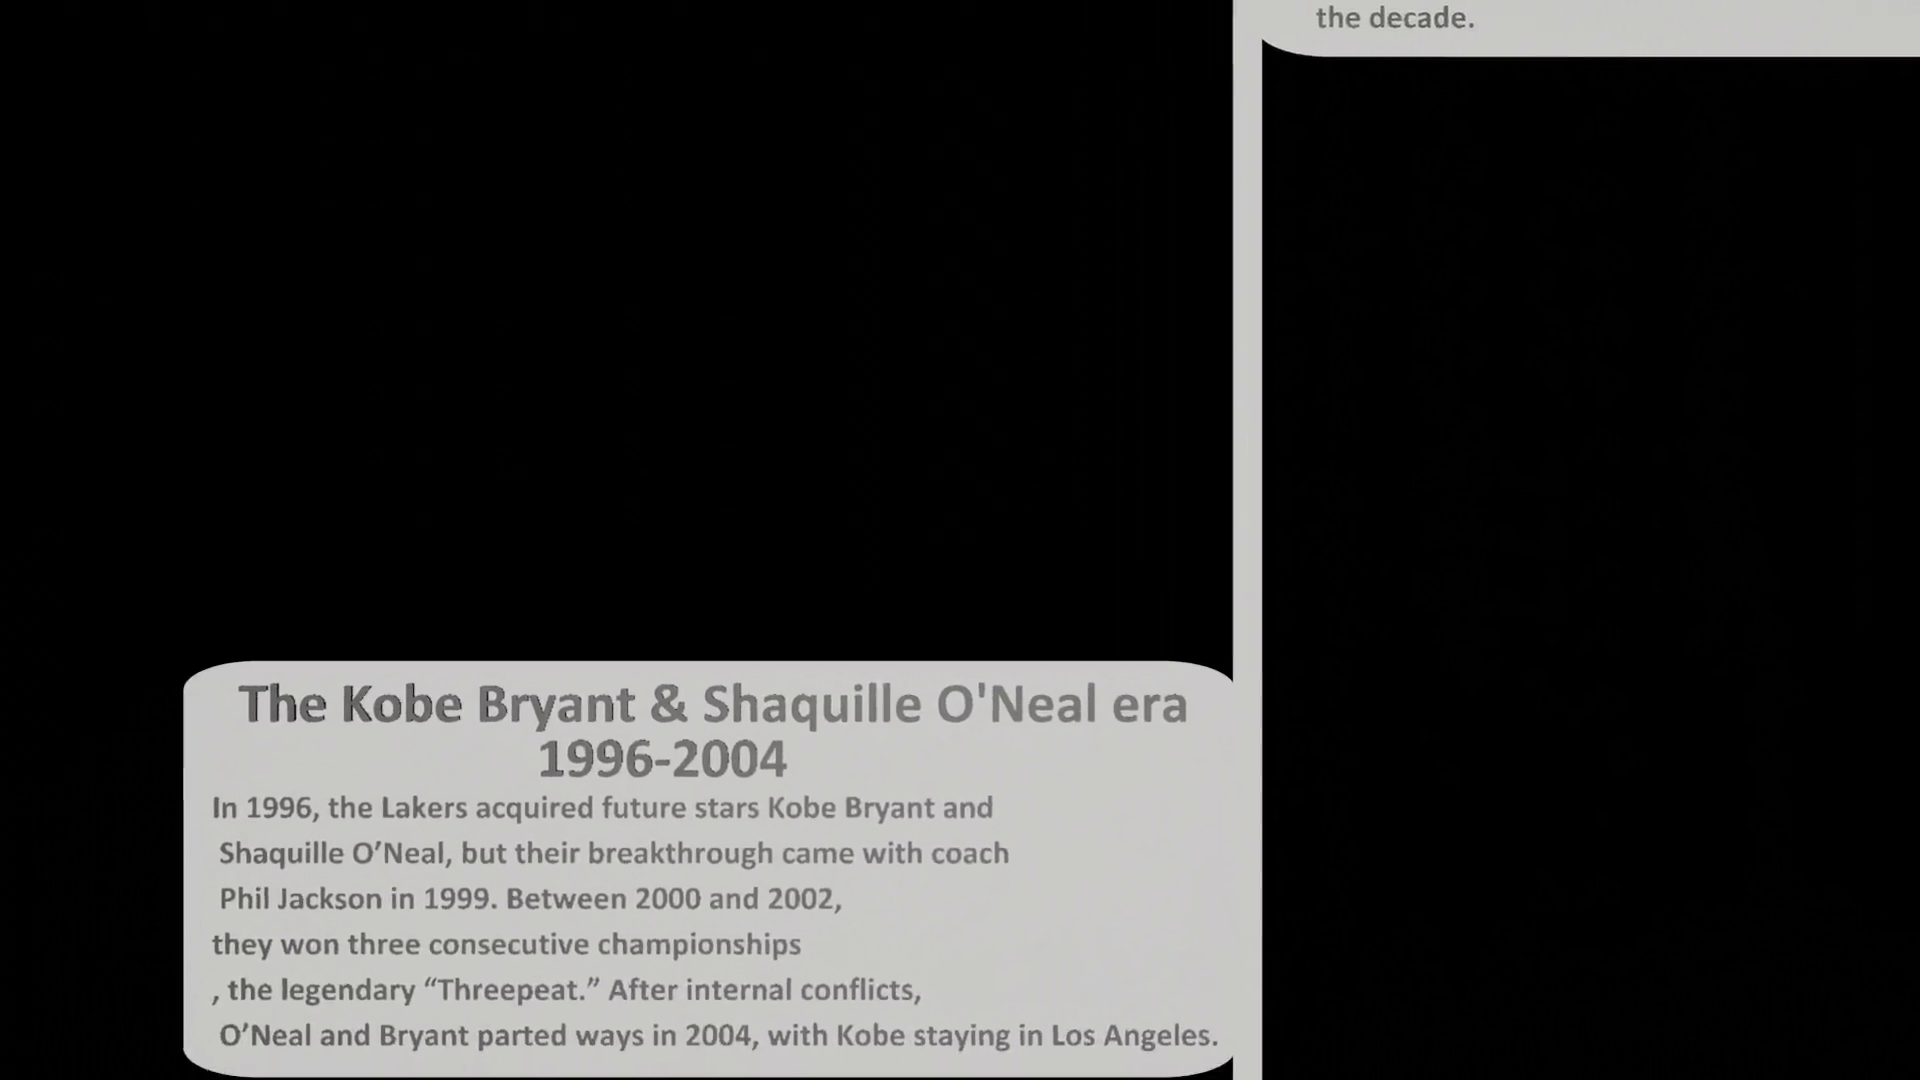 the decade.
The Kobe Bryant & Shaquille O'Neal era
1996-2004
In 1996, the Lakers acquired future stars Kobe Bryant and
Shaquille O’Neal, but their breakthrough came with coach
Phil Jackson in 1999. Between 2000 and 2002,
they won three consecutive championships
, the legendary “Threepeat.” After internal conflicts,
O’Neal and Bryant parted ways in 2004, with Kobe staying in Los Angeles.